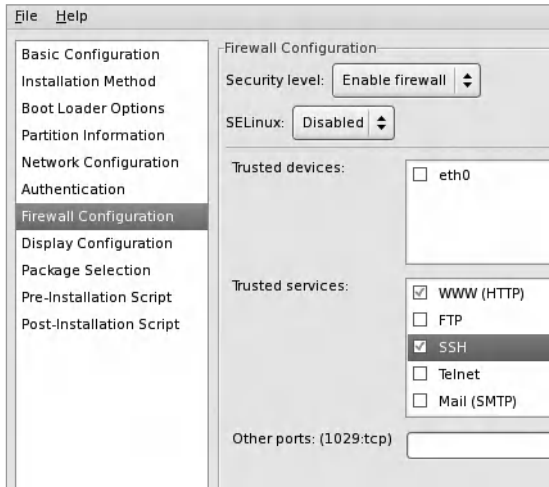 File Help
Basic Configuration
Installation Method
Boot Loader Options
Partition Information
Network Configuration
Authentication
Firewall Configuration
Display Configuration
Package Selection
Pre-Installation Script
Post-Installation Script
Firewall Configuration
Security level: Enable firewall
SELinux: Disabled
Trusted devices:
eth0
Trusted services:
WWW (HTTP)
FTP
SSH
Telnet
Mail (SMTP)
Other ports: (1029:tcp)